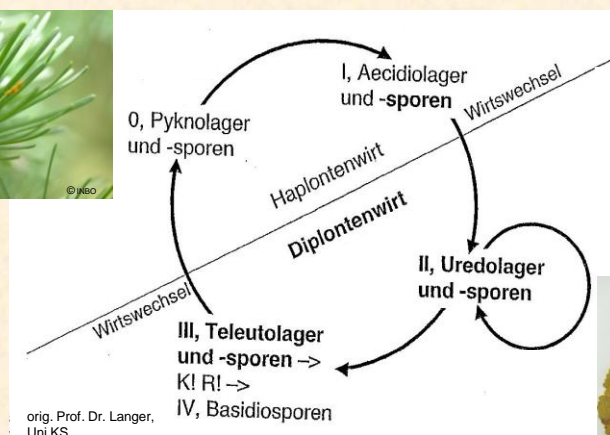 ©INBO
I, Aecidiolager
und -sporen
Wirtswechsel
0, Pyknolager
und -sporen
Haplontenwirt
Diplontenwirt
II, Uredolager
und -sporen
Wirtswechsel
III, Teleutolager
und -sporen –>
K! R! –>
IV, Basidiosporen
orig. Prof. Dr. Langer,
Uni KS